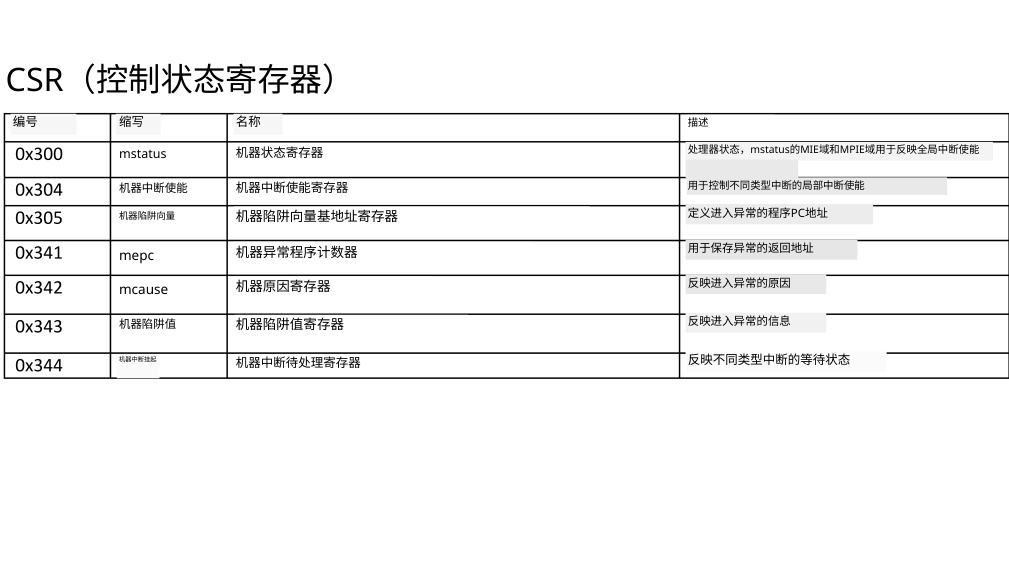 CSR（控制状态寄存器）
编号 缩写 名称 描述
0x300 mstatus 机器状态寄存器 处理器状态，mstatus的MIE域和MPIE域用于反映全局中断使能
0x304 机器中断使能 机器中断使能寄存器 用于控制不同类型中断的局部中断使能
0x305 机器陷阱向量 机器陷阱向量基地址寄存器 定义进入异常的程序PC地址
0x341 mepc 机器异常程序计数器 用于保存异常的返回地址
0x342 mcause 机器原因寄存器 反映进入异常的原因
0x343 机器陷阱值 机器陷阱值寄存器 反映进入异常的信息
0x344 机器中断挂起 机器中断待处理寄存器 反映不同类型中断的等待状态